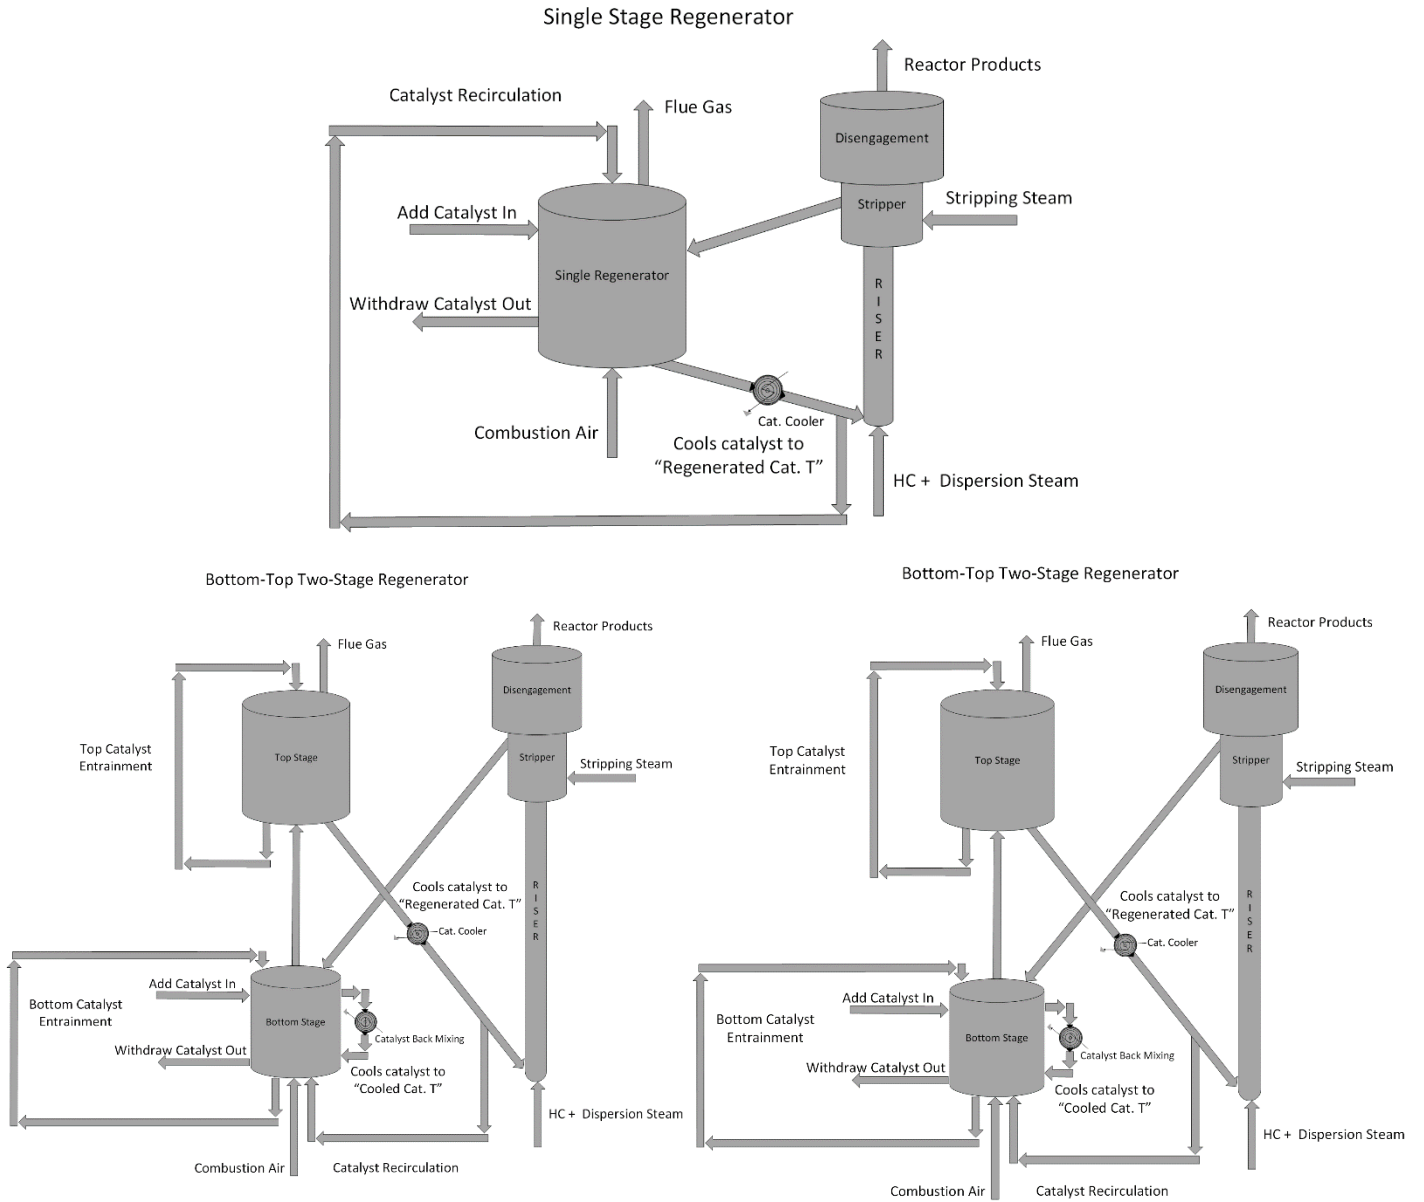 Single Stage Regenerator
Reactor Products
Catalyst Recirculation
Flue Gas
Disengagement
Add Catalyst In
Stripper
Stripping Steam
Single Regenerator
RISER
Withdraw Catalyst Out
Combustion Air
Cat. Cooler
Cools catalyst to
“Regenerated Cat. T”
HC + Dispersion Steam
Bottom-Top Two-Stage Regenerator
Reactor Products
Flue Gas
Disengagement
Top Catalyst
Entrainment
Top Stage
Stripper
Stripping Steam
Cools catalyst to
“Regenerated Cat. T”
RISER
Cat. Cooler
Add Catalyst In
Bottom Catalyst
Entrainment
Bottom Stage
Catalyst Back Mixing
Withdraw Catalyst Out
Cools catalyst to
“Cooled Cat. T”
HC + Dispersion Steam
Combustion Air
Catalyst Recirculation
Bottom-Top Two-Stage Regenerator
Reactor Products
Flue Gas
Disengagement
Top Catalyst
Entrainment
Top Stage
Stripper
Stripping Steam
Cools catalyst to
“Regenerated Cat. T”
RISER
Cat. Cooler
Add Catalyst In
Bottom Catalyst
Entrainment
Bottom Stage
Catalyst Back Mixing
Withdraw Catalyst Out
Cools catalyst to
“Cooled Cat. T”
HC + Dispersion Steam
Combustion Air
Catalyst Recirculation